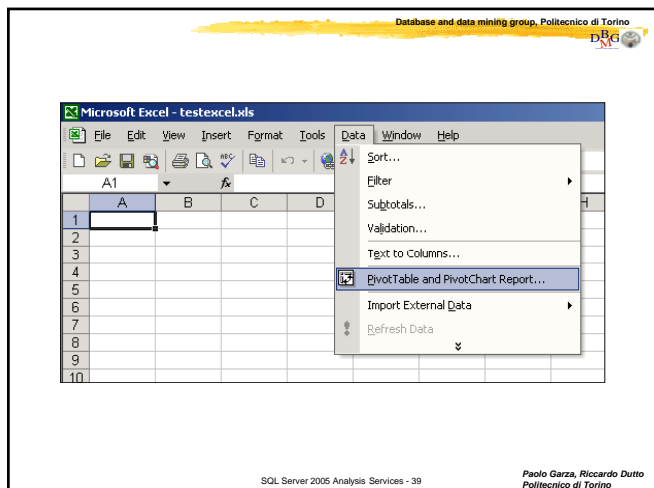 Database and data mining group, Politecnico di Torino
DBMG
Microsoft Excel - testexcel.xls
File Edit View Insert Format Tools Data Window Help
A1 fx
A B C D H
1
2
3
4
5
6
7
8
9
10
Sort...
Filter
Subtotals...
Validation...
Text to Columns...
PivotTable and PivotChart Report...
Import External Data
Refresh Data
SQL Server 2005 Analysis Services - 39
Paolo Garza, Riccardo Dutto
Politecnico di Torino